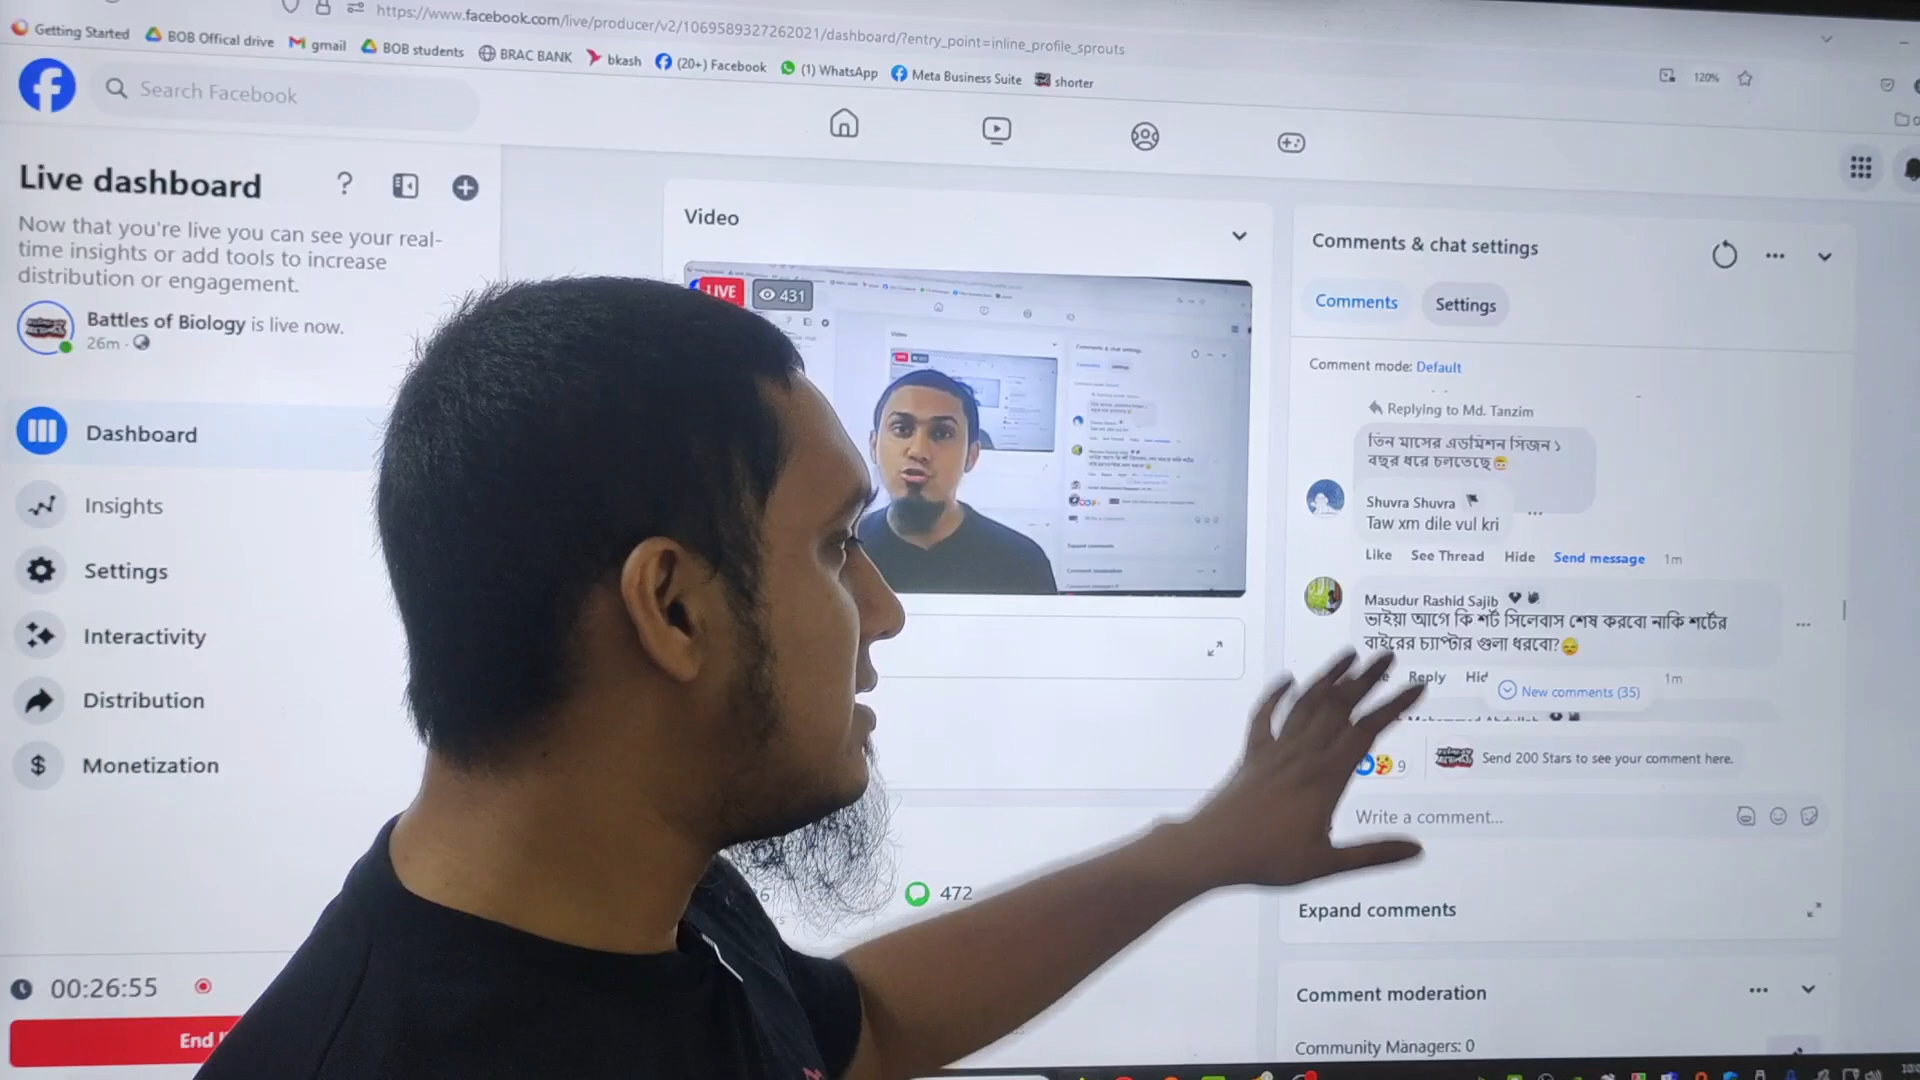 https://www.facebook.com/live/producer/v2/1069589327262021/dashboard/?entry_point=inline_profile_sprouts
120%
Getting Started
BOB Offical drive
gmail
BOB students
BRAC BANK
bkash
(20+) Facebook
(1) WhatsApp
Meta Business Suite
shorter
Search Facebook
Live dashboard
Now that you're live you can see your real-
time insights or add tools to increase
distribution or engagement.
Battles of Biology is live now.
26m
Dashboard
Insights
Settings
Interactivity
Distribution
Monetization
00:26:55
End
Video
LIVE
431
472
Comments & chat settings
Comments
Settings
Comment mode: Default
Replying to Md. Tanzim
তিন মাসের এডমিশন সিজন ১
বছর ধরে চলতেছে
Shuvra Shuvra
Taw xm dile vul kri
Like See Thread Hide Send message 1m
Masudur Rashid Sajib
ভাইয়া আগে কি শর্ট সিলেবাস শেষ করবো নাকি শর্টের
বাইরের চ্যাপ্টার গুলা ধরবো?
Reply
1m
New comments (35)
9
Send 200 Stars to see your comment here.
Write a comment...
Expand comments
Comment moderation
Community Managers: 0